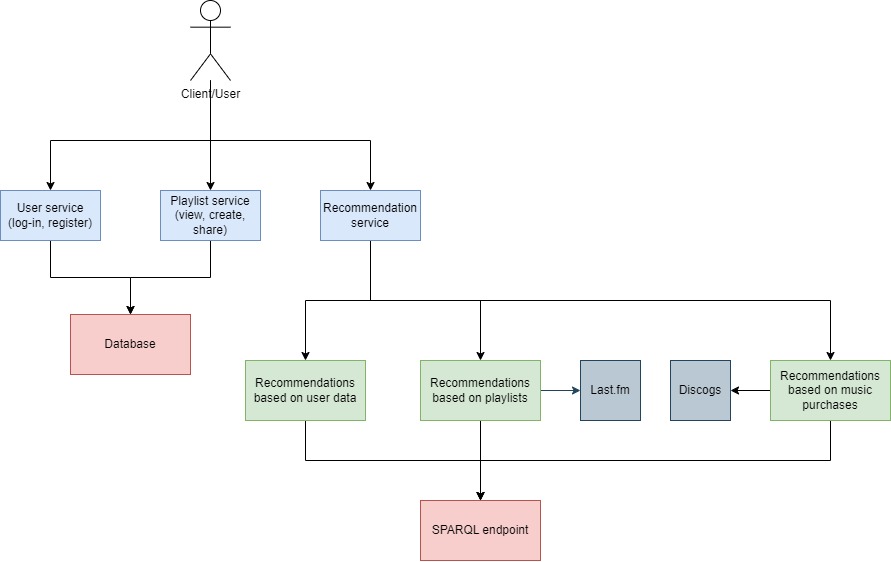 Client/User
User service
(log-in, register)
Playlist service
(view, create,
share)
Recommendation
service
Database
Recommendations
based on user data
Recommendations
based on playlists
Last.fm
Discogs
Recommendations
based on music
purchases
SPARQL endpoint